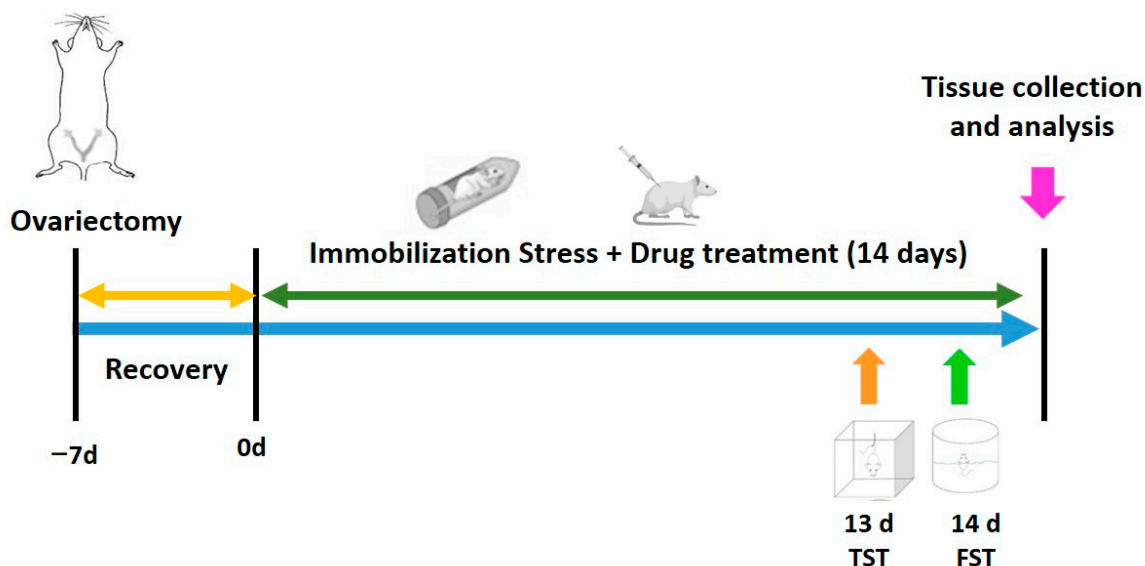 Tissue collection
and analysis
Ovariectomy
Immobilization Stress + Drug treatment (14 days)
Recovery
−7d
0d
13 d
TST
14 d
FST